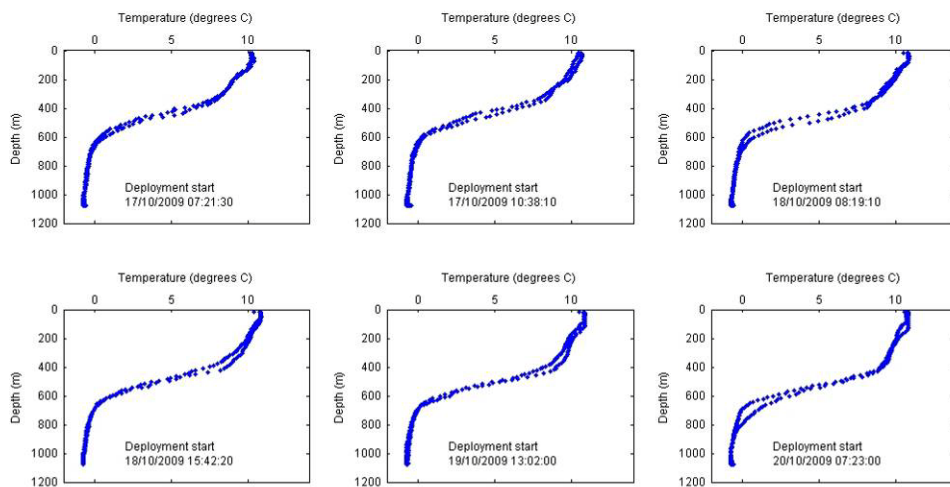 Temperature (degrees C)
0 5 10
0
200
400
600
800
1000
1200
Depth (m)
Deployment start
17/10/2009 07:21:30
Temperature (degrees C)
0 5 10
0
200
400
600
800
1000
1200
Depth (m)
Deployment start
17/10/2009 10:38:10
Temperature (degrees C)
0 5 10
0
200
400
600
800
1000
1200
Depth (m)
Deployment start
18/10/2009 08:19:10
Temperature (degrees C)
0 5 10
0
200
400
600
800
1000
1200
Depth (m)
Deployment start
18/10/2009 15:42:20
Temperature (degrees C)
0 5 10
0
200
400
600
800
1000
1200
Depth (m)
Deployment start
19/10/2009 13:02:00
Temperature (degrees C)
0 5 10
0
200
400
600
800
1000
1200
Depth (m)
Deployment start
20/10/2009 07:23:00